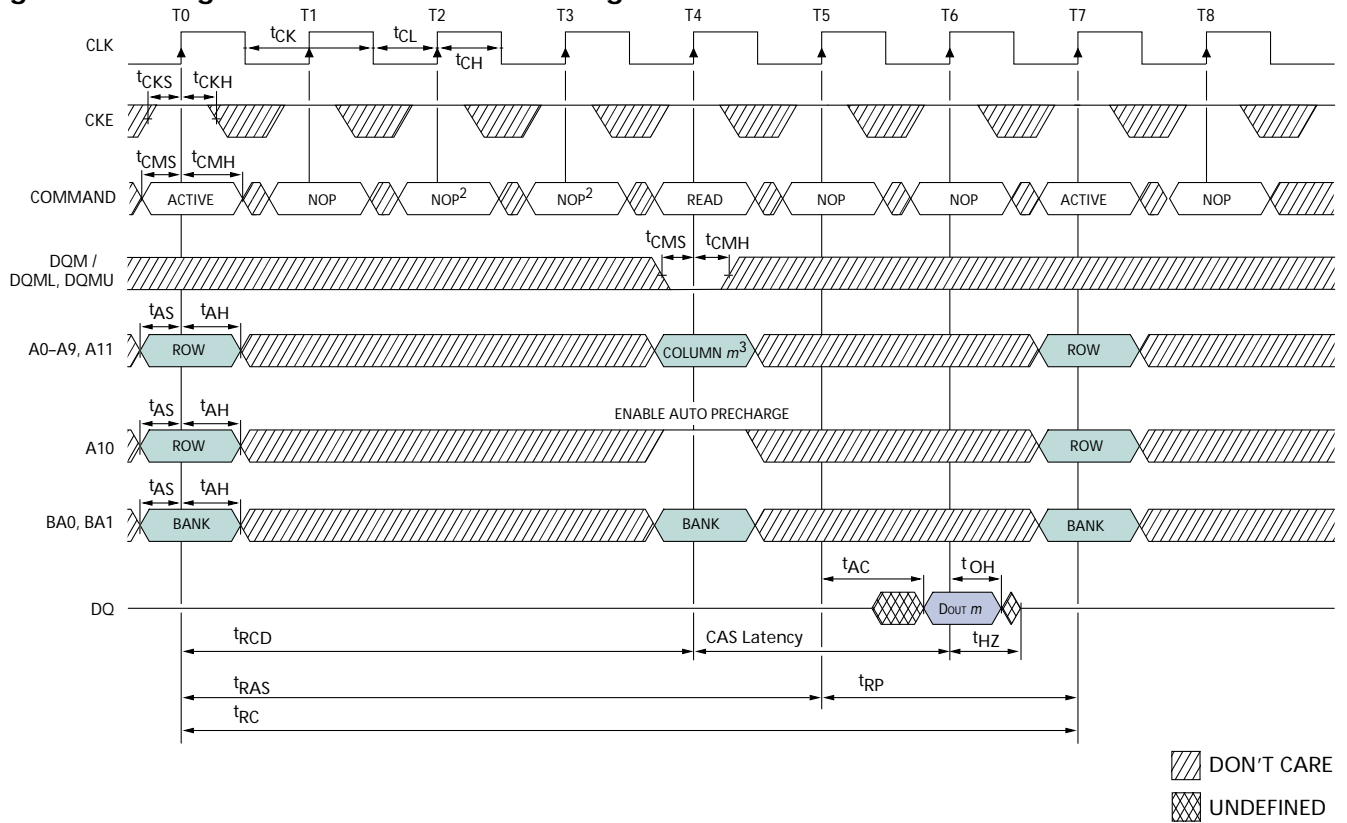 T0 T1 T2 T3 T4 T5 T6 T7 T8
CLK
tCK tCL
tCH
tCKS tCKH
CKE
tCMS tCMH
COMMAND ACTIVE NOP NOP2 NOP2 READ NOP NOP ACTIVE NOP
tCMS tCMH
DQM /
DQML, DQMU
tAS tAH
A0–A9, A11 ROW COLUMN m3 ROW
ENABLE AUTO PRECHARGE
tAS tAH
A10 ROW ROW
tAS tAH
BA0, BA1 BANK BANK BANK
tAC tOH
DQ DOUT m
tRCD CAS Latency tHZ
tRAS tRP
tRC
DON'T CARE
UNDEFINED